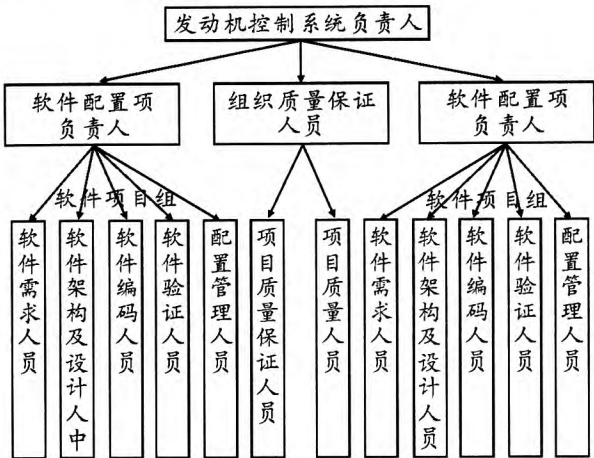 发动机控制系统负责人
软件配置项
负责人
组织质量保证
人员
软件配置项
负责人
软件项目组
软件项目组
软件需求人员
软件架构及设计人中
软件编码人员
软件验证人员
配置管理人员
项目质量保证人员
项目质量人员
软件需求人员
软件架构及设计人员
软件编码人员
软件验证人员
配置管理人员